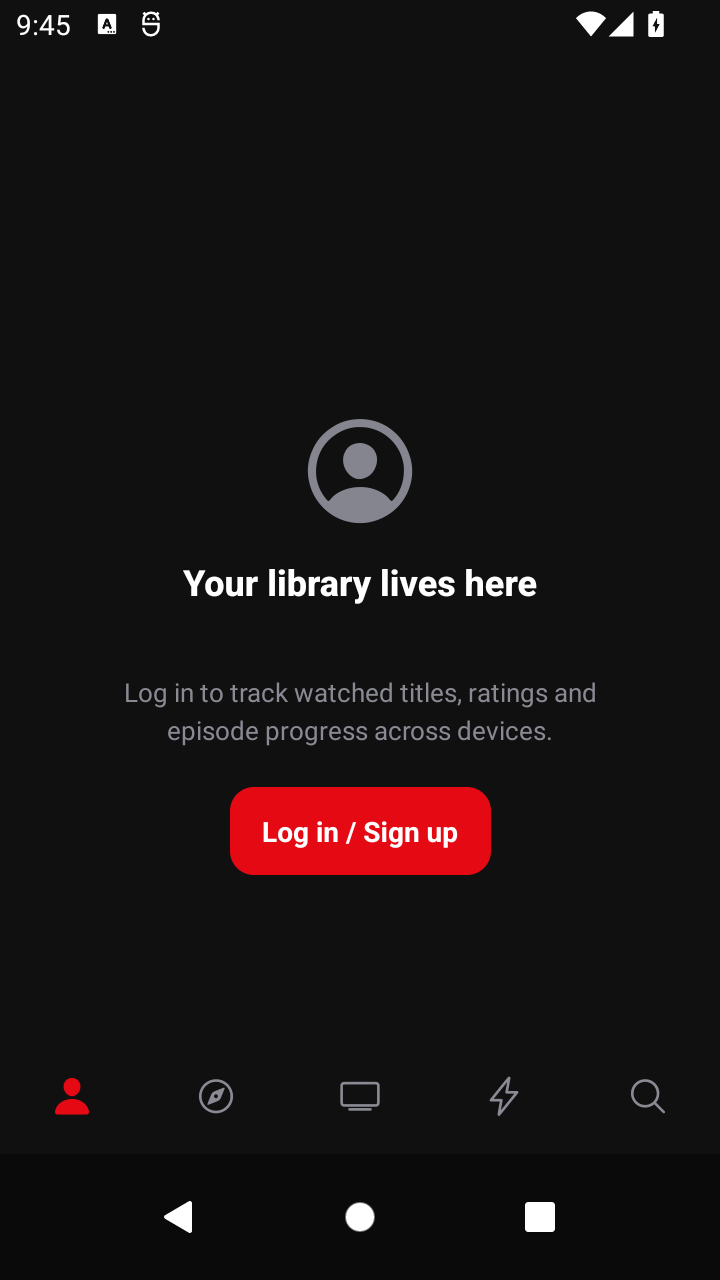 9:45
Your library lives here
Log in to track watched titles, ratings and
episode progress across devices.
Log in / Sign up